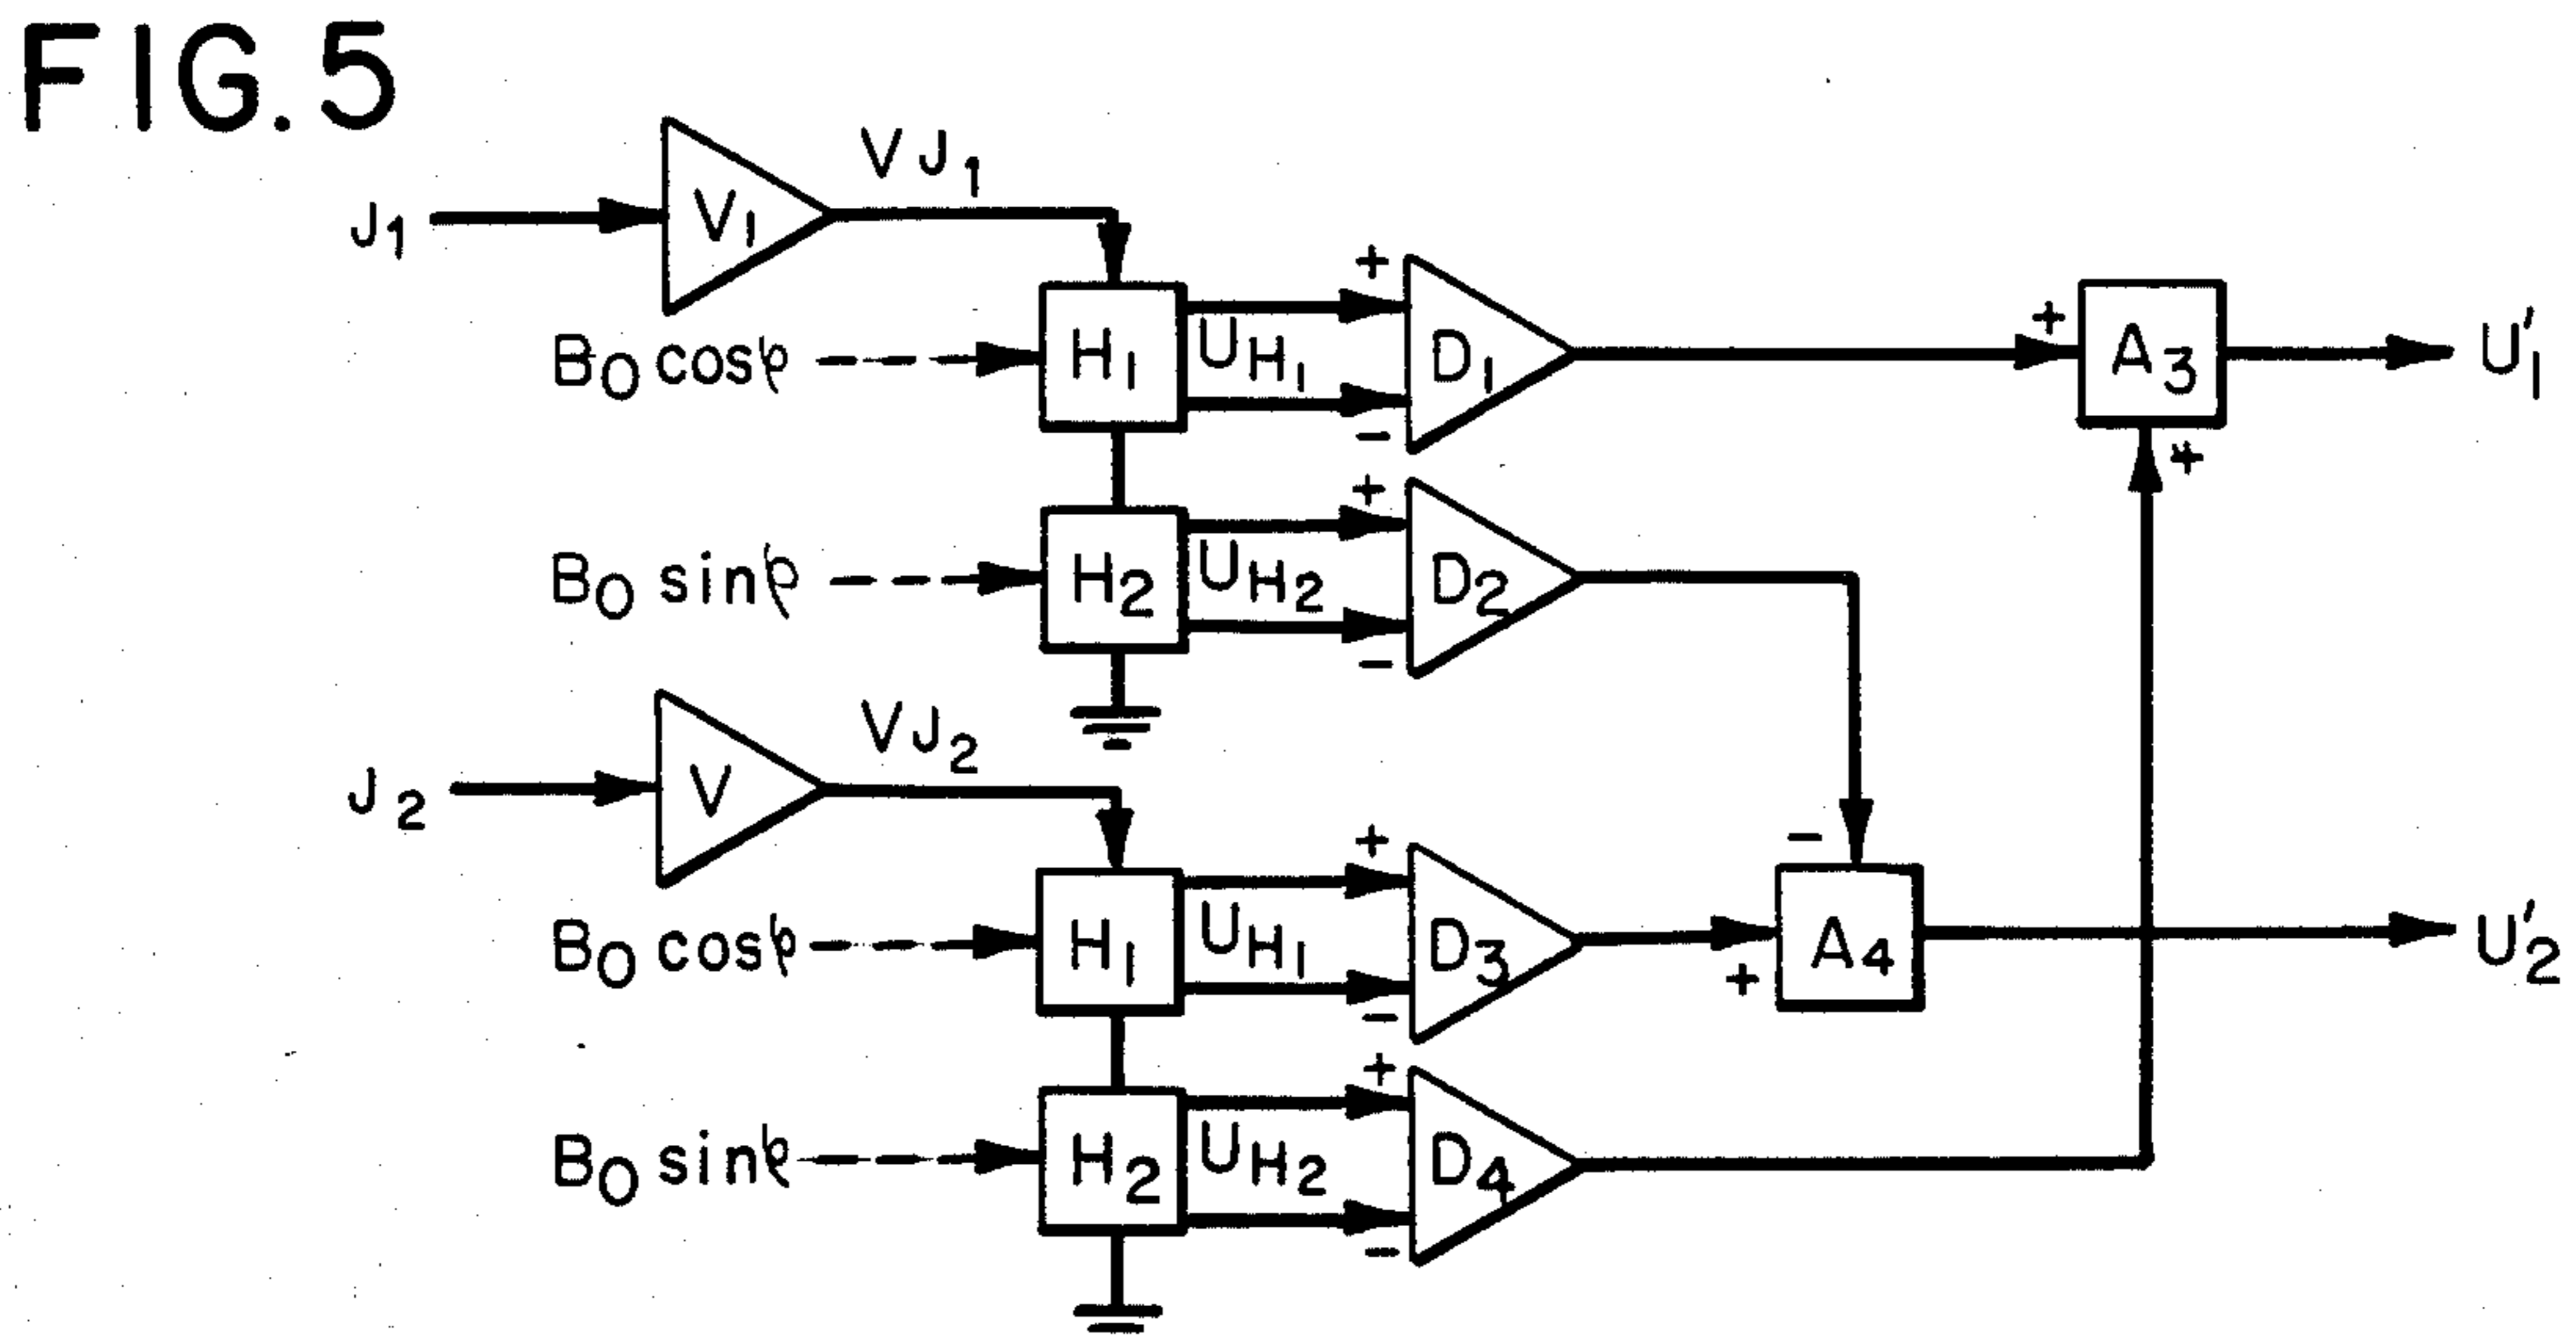 FIG. 5
J1
V1
VJ1
B0 cosφ
H1
+
UH1
-
D1
+
A3
+
U'1
B0 sinφ
H2
+
UH2
-
D2
J2
V
VJ2
B0 cosφ
H1
+
UH1
-
D3
-
+
A4
U'2
B0 sinφ
H2
+
UH2
-
D4